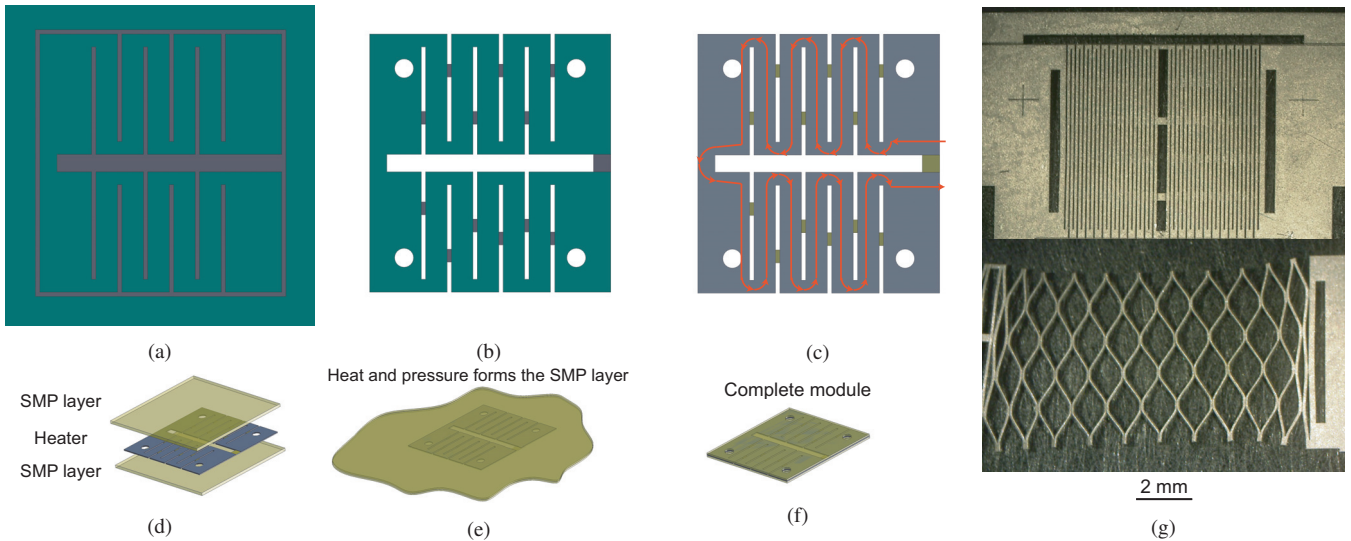 (a)
(b)
(c)
SMP layer
Heater
SMP layer
(d)
Heat and pressure forms the SMP layer
(e)
Complete module
(f)
2 mm
(g)